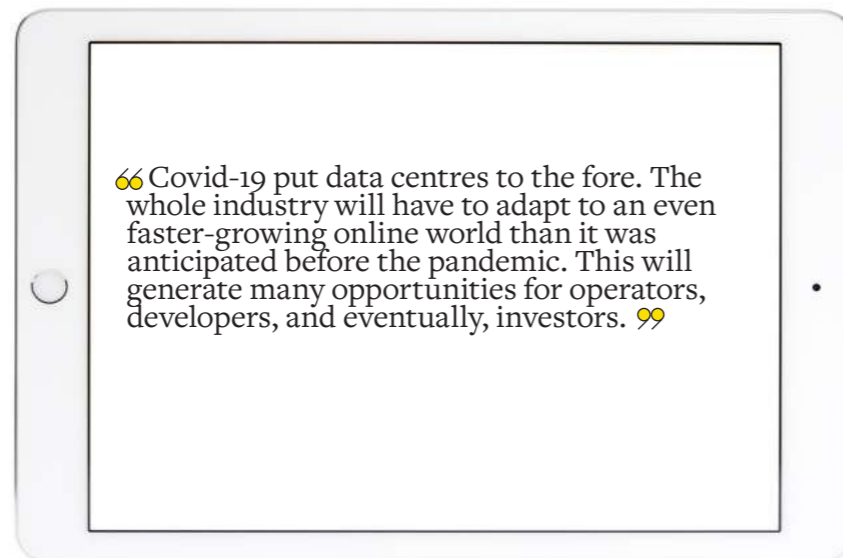 “Covid-19 put data centres to the fore. The
whole industry will have to adapt to an even
faster-growing online world than it was
anticipated before the pandemic. This will
generate many opportunities for operators,
developers, and eventually, investors.”